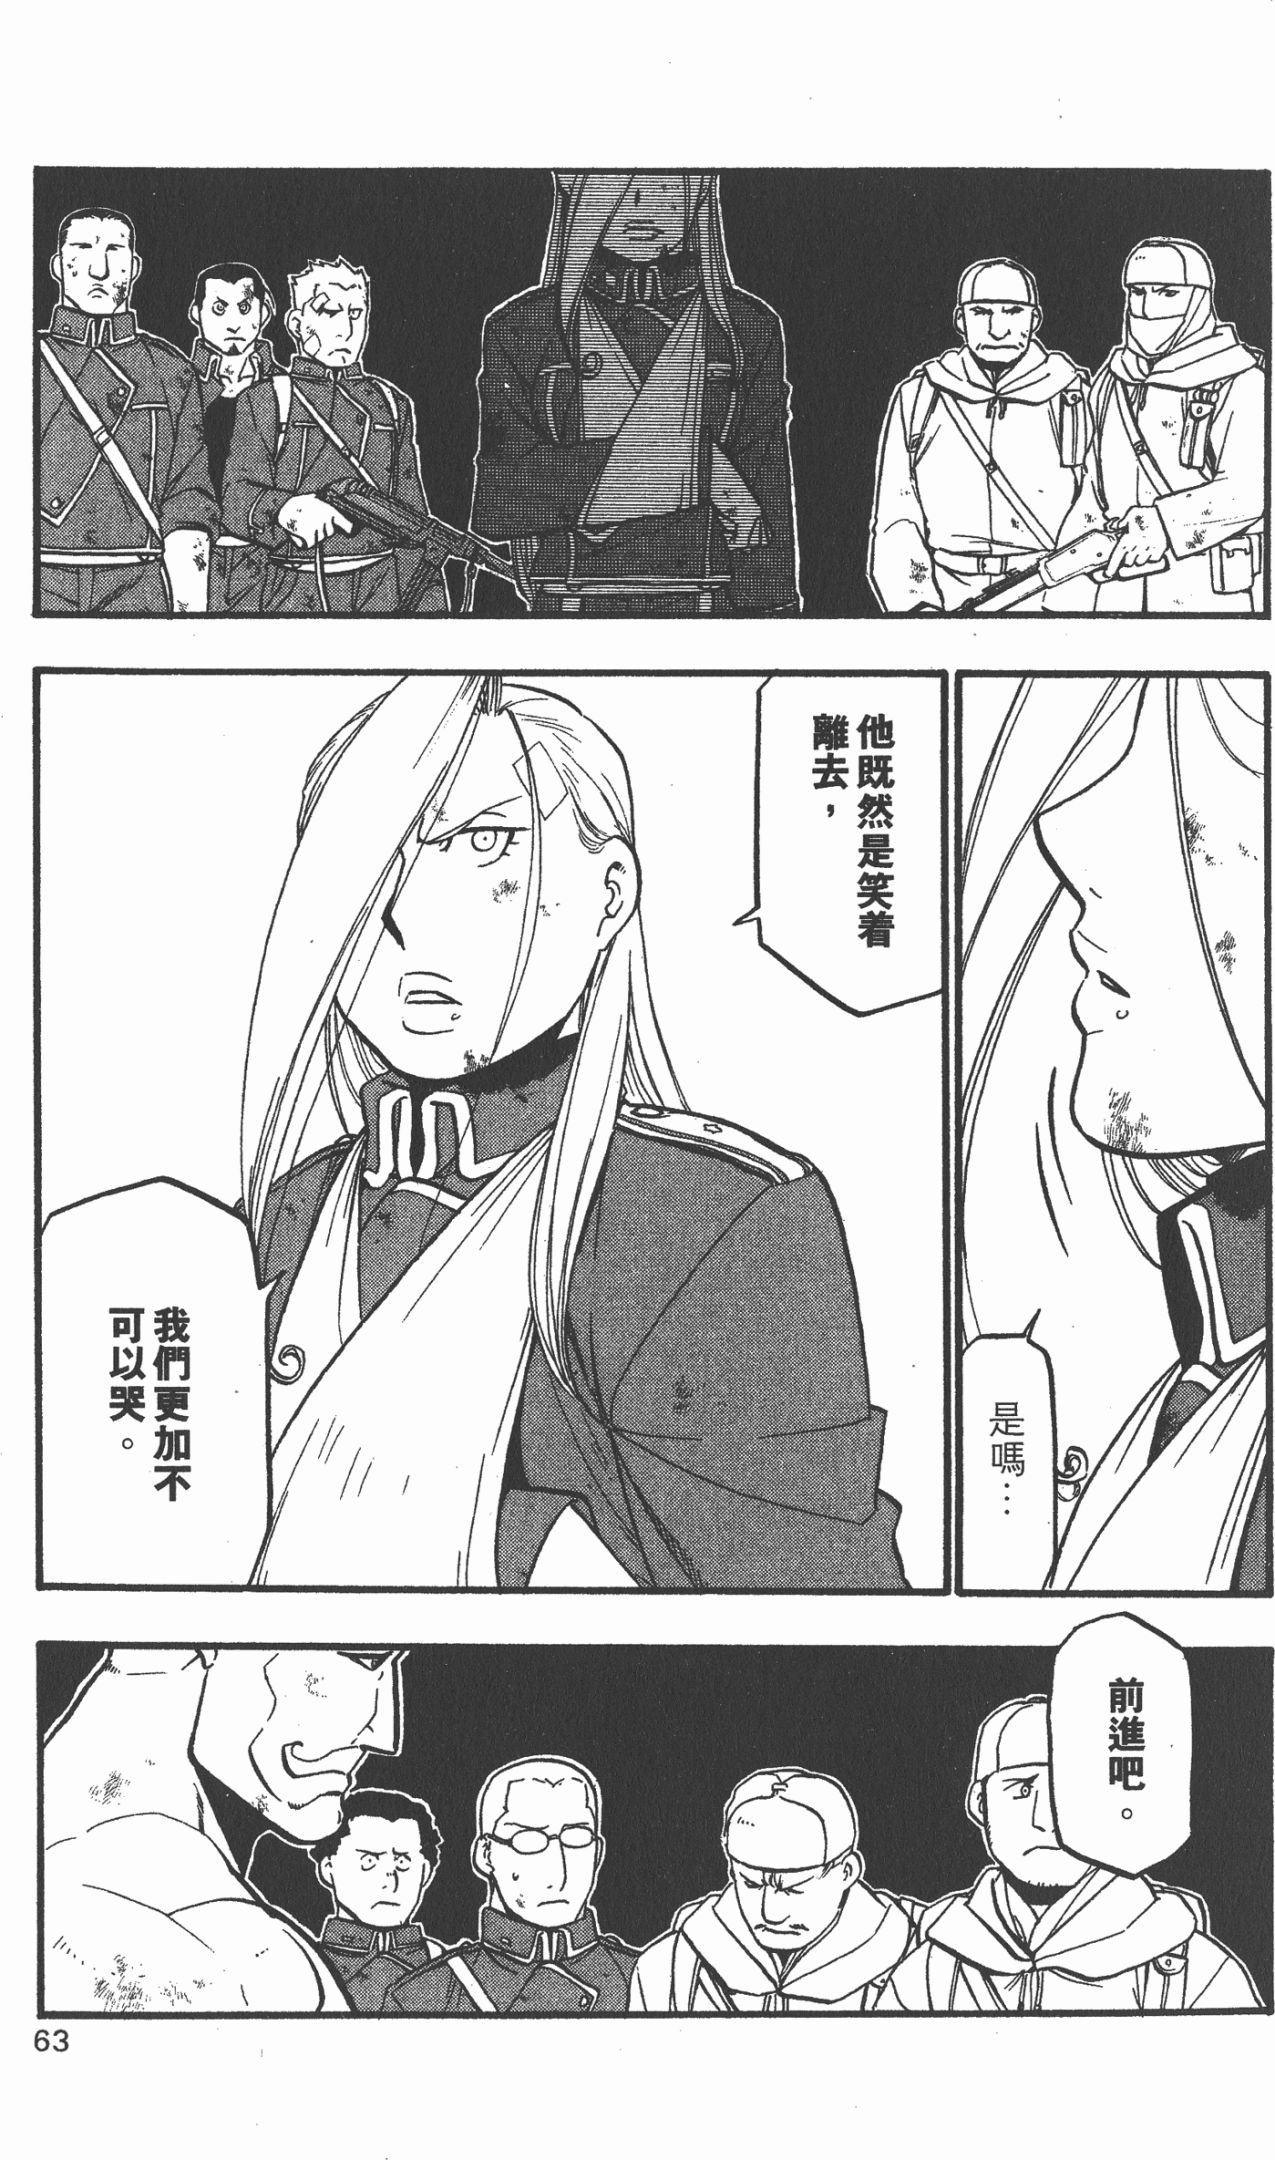 是嗎…
他既然是笑着
離去，
我們更加不
可以哭。
前進吧。
63